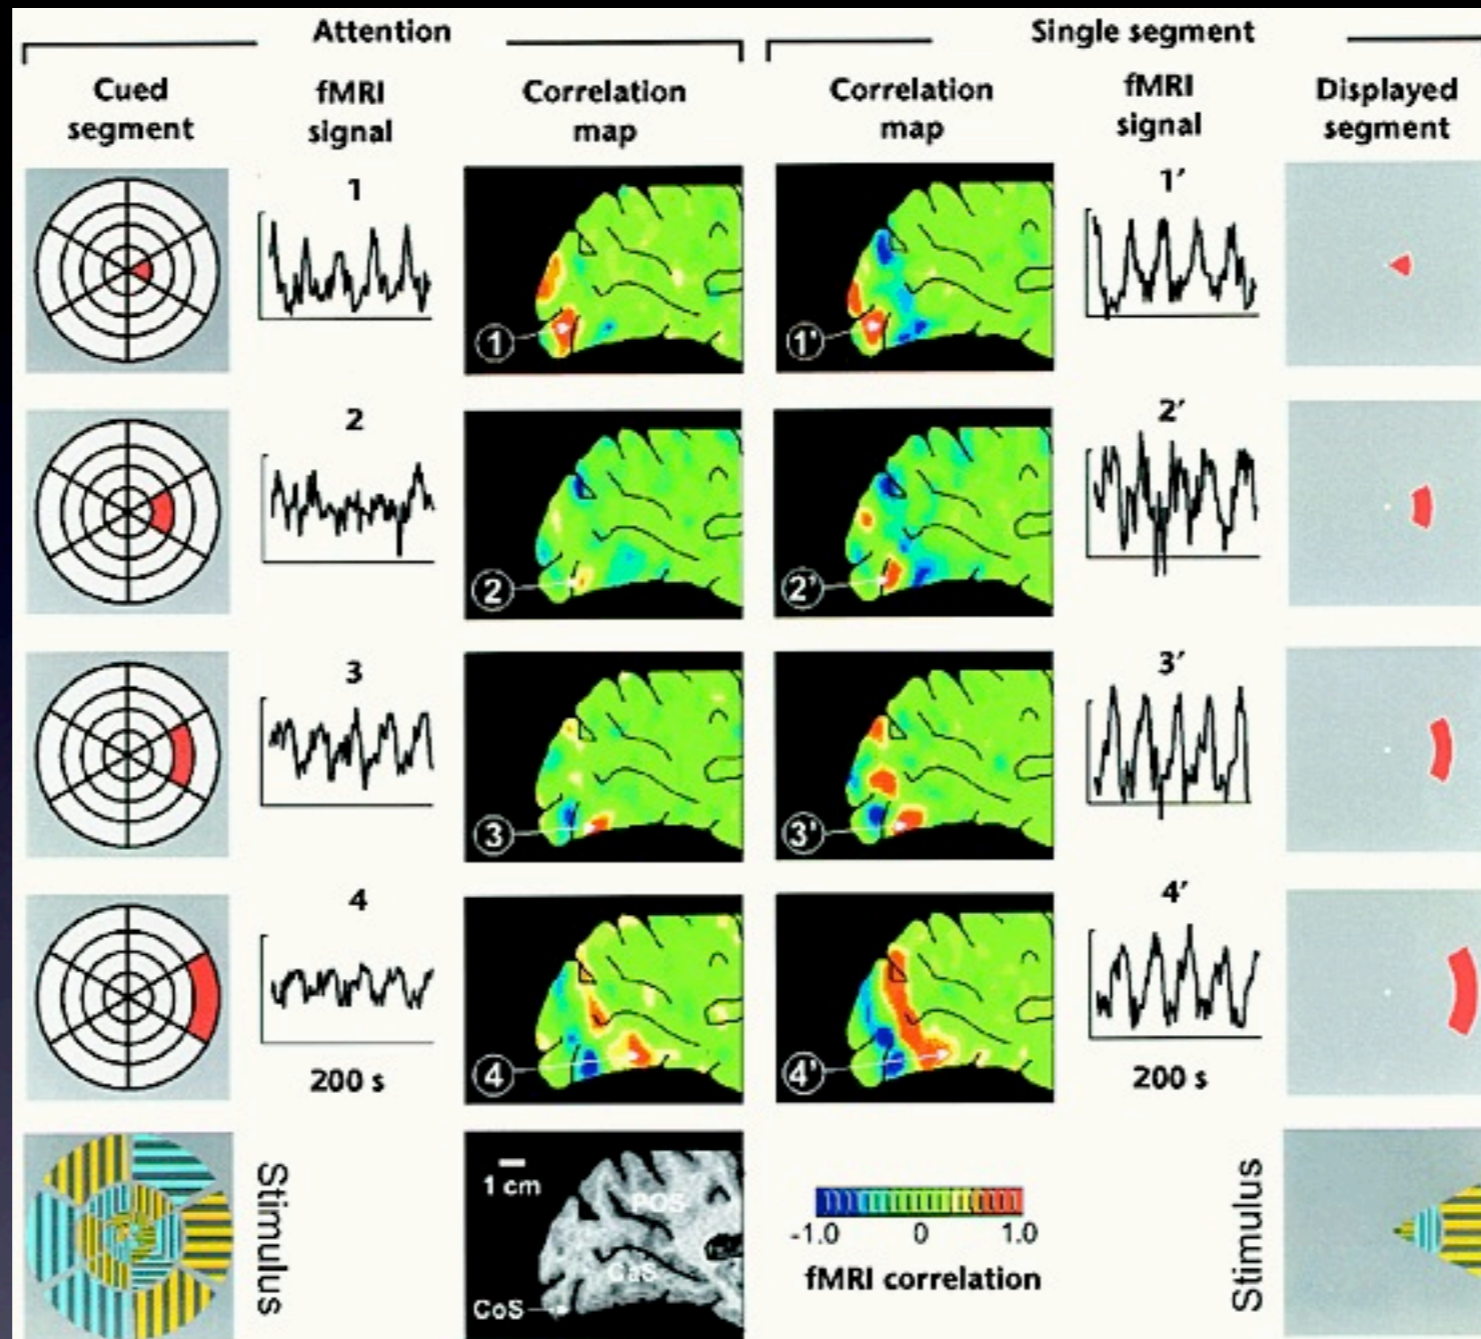 Attention
Single segment
Cued
segment
fMRI
signal
Correlation
map
Correlation
map
fMRI
signal
Displayed
segment
1
1'
1
1'
2
2'
2
2'
3
3'
3
3'
4
4'
4
4'
200 s
200 s
Stimulus
1 cm
POS
CaS
CoS
-1.0
0
1.0
fMRI correlation
Stimulus